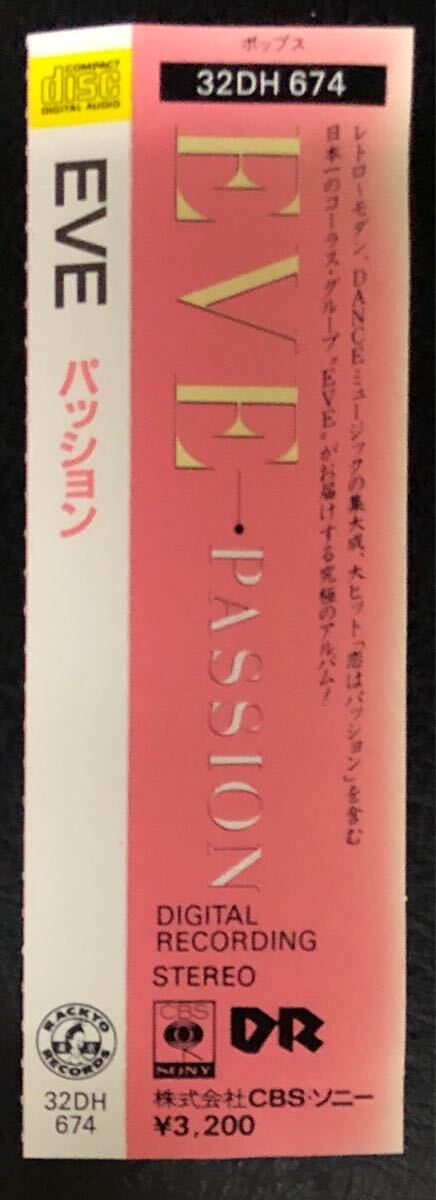 COMPACT
disc
DIGITAL AUDIO
EVE
パッション
RACKYO
RECORDS
32DH
674
ポップス
32DH 674
レトロ・モダン、DANCEミュージックの集大成、大ヒット「恋はパッション」を含む
日本一のコーラス・グループ“EVE”がお届けする究極のアルバム!
EVE
PASSION
DIGITAL
RECORDING
STEREO
CBS
SONY
DR
株式会社CBS・ソニー
¥3,200